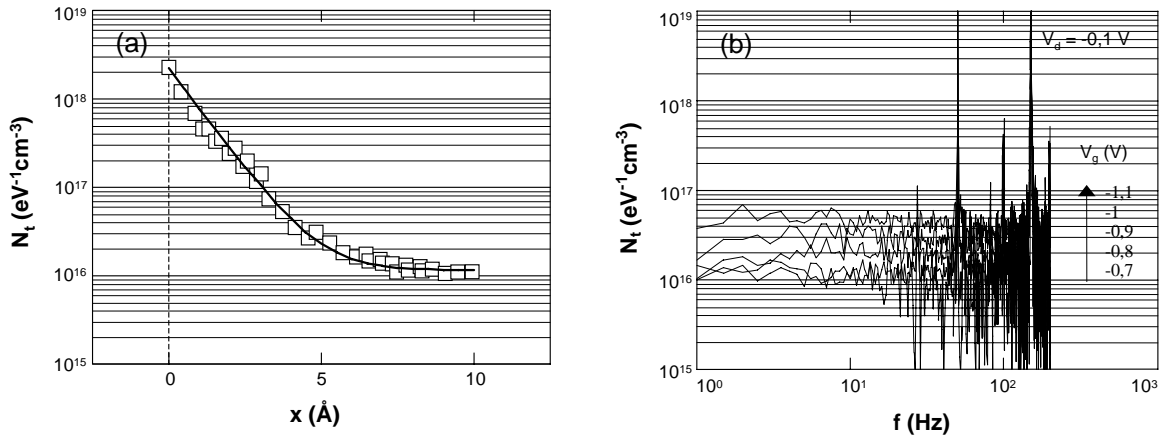 (a)
10¹⁹
10¹⁸
10¹⁷
10¹⁶
10¹⁵
N_t (eV⁻¹cm⁻³)
0
5
10
x (Å)
(b)
V_d = -0,1 V
V_g (V)
-1,1
-1
-0,9
-0,8
-0,7
10¹⁹
10¹⁸
10¹⁷
10¹⁶
10¹⁵
N_t (eV⁻¹cm⁻³)
10⁰
10¹
10²
10³
f (Hz)